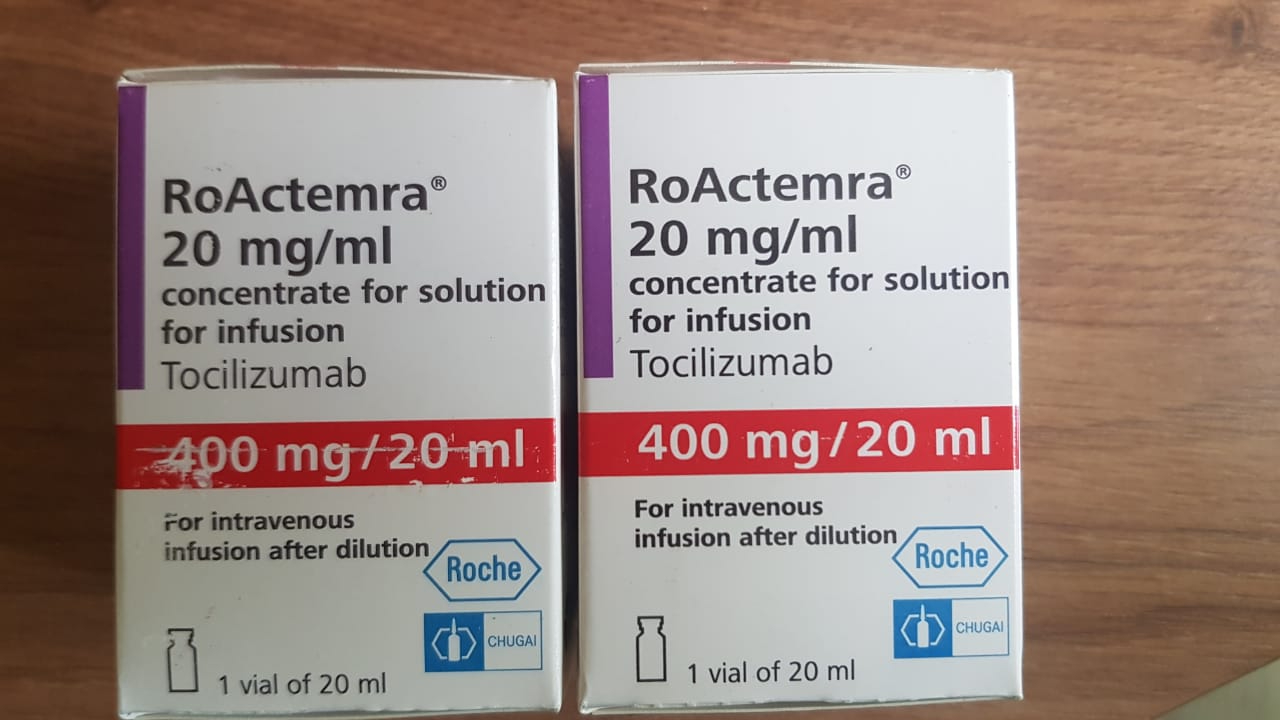 RoActemra®
20 mg/ml
concentrate for solution
for infusion
Tocilizumab
400 mg/20 ml
For intravenous
infusion after dilution
Roche
CHUGAI
1 vial of 20 ml
RoActemra®
20 mg/ml
concentrate for solution
for infusion
Tocilizumab
400 mg/20 ml
For intravenous
infusion after dilution
Roche
CHUGAI
1 vial of 20 ml